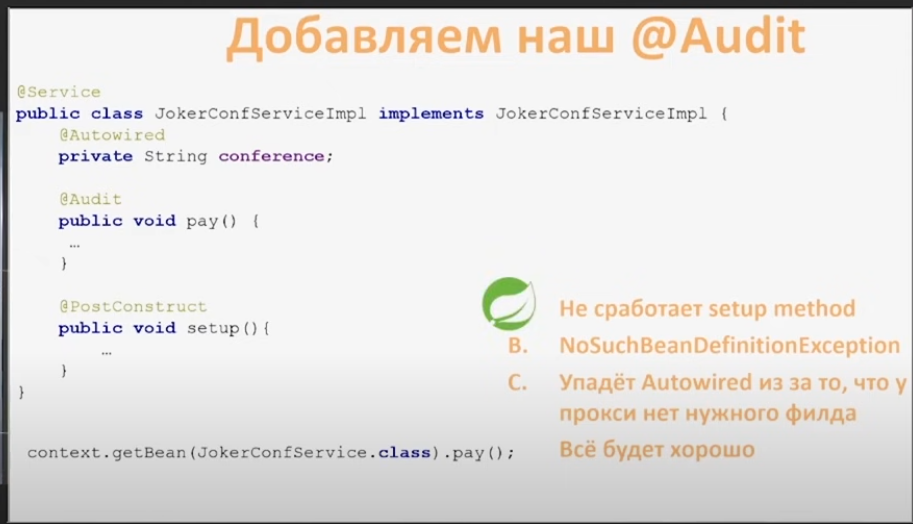 Добавляем наш @Audit
@Service
public class JokerConfServiceImpl implements JokerConfServiceImpl {
@Autowired
private String conference;
@Audit
public void pay() {
…
}
@PostConstruct
public void setup(){
…
}
}
context.getBean(JokerConfService.class).pay();
Не сработает setup method
B. NoSuchBeanDefinitionException
C. Упадёт Autowired из за то, что у
прокси нет нужного филда
Всё будет хорошо